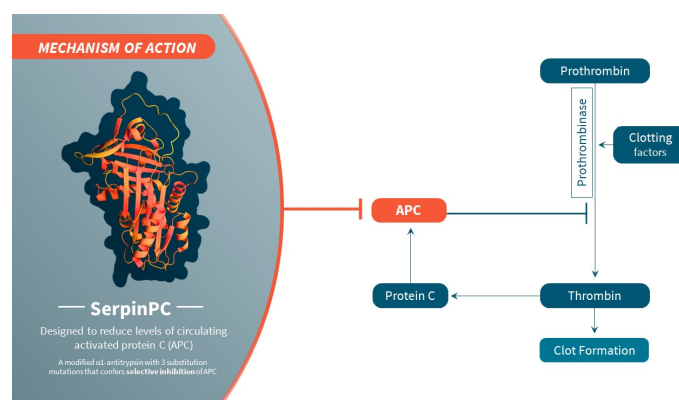 MECHANISM OF ACTION
SerpinPC
Designed to reduce levels of circulating
activated protein C (APC)
A modified α1-antitrypsin with 3 substitution
mutations that confers selective inhibition of APC
Prothrombin
Prothrombinase
Clotting
factors
APC
Protein C
Thrombin
Clot Formation